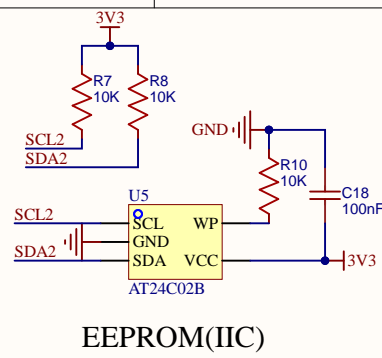 3V3
R7 R8
10K 10K
SCL2
SDA2
GND
R10
10K
C18
100nF
U5
SCL2 SCL WP
GND
SDA2 SDA VCC 3V3
AT24C02B
EEPROM(IIC)